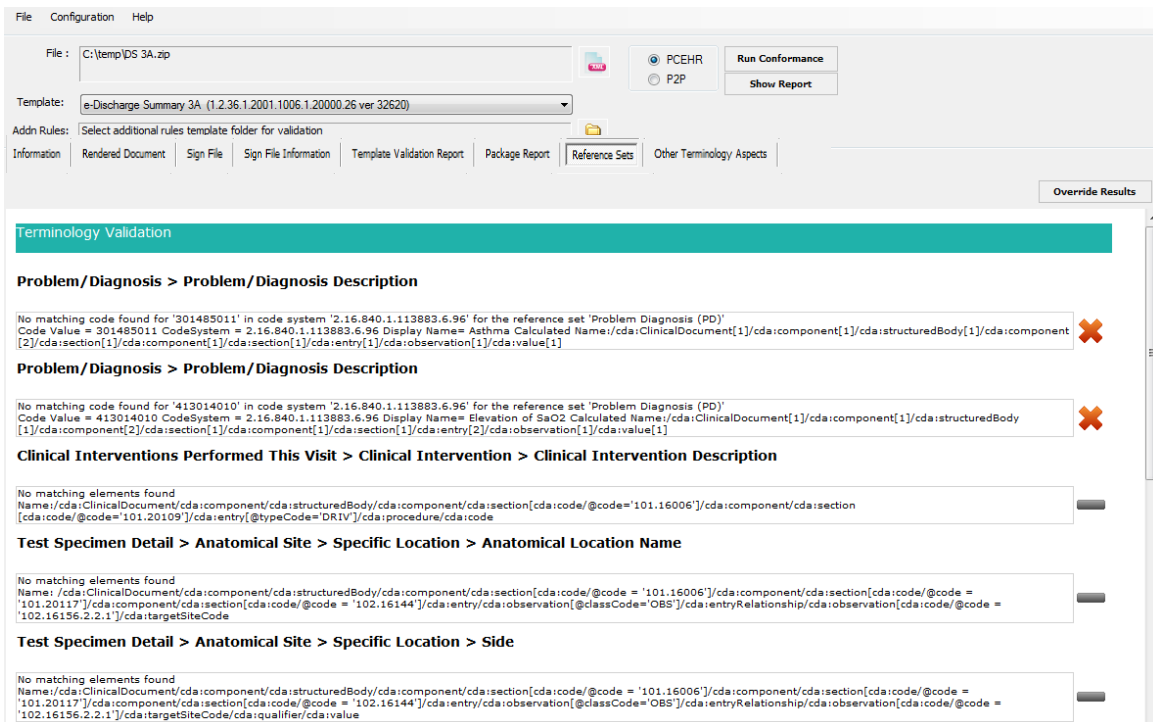 File Configuration Help
File : C:\temp\DS 3A.zip
XML
PCEHR
Run Conformance
P2P
Show Report
Template: e-Discharge Summary 3A (1.2.36.1.2001.1006.1.20000.26 ver 32620)
Addn Rules: Select additional rules template folder for validation
Information Rendered Document Sign File Sign File Information Template Validation Report Package Report Reference Sets Other Terminology Aspects
Override Results
Terminology Validation
Problem/Diagnosis > Problem/Diagnosis Description
No matching code found for '301485011' in code system '2.16.840.1.113883.6.96' for the reference set 'Problem Diagnosis (PD)'
Code Value = 301485011 CodeSystem = 2.16.840.1.113883.6.96 Display Name= Asthma Calculated Name:/cda:ClinicalDocument[1]/cda:component[1]/cda:structuredBody[1]/cda:component
[2]/cda:section[1]/cda:component[1]/cda:section[1]/cda:entry[1]/cda:observation[1]/cda:value[1]
Problem/Diagnosis > Problem/Diagnosis Description
No matching code found for '413014010' in code system '2.16.840.1.113883.6.96' for the reference set 'Problem Diagnosis (PD)'
Code Value = 413014010 CodeSystem = 2.16.840.1.113883.6.96 Display Name= Elevation of SaO2 Calculated Name:/cda:ClinicalDocument[1]/cda:component[1]/cda:structuredBody
[1]/cda:component[2]/cda:section[1]/cda:component[1]/cda:section[1]/cda:entry[2]/cda:observation[1]/cda:value[1]
Clinical Interventions Performed This Visit > Clinical Intervention > Clinical Intervention Description
No matching elements found
Name:/cda:ClinicalDocument/cda:component/cda:structuredBody/cda:component/cda:section[cda:code/@code='101.16006']/cda:component/cda:section
[cda:code/@code='101.20109']/cda:entry[@typeCode='DRIV']/cda:procedure/cda:code
Test Specimen Detail > Anatomical Site > Specific Location > Anatomical Location Name
No matching elements found
Name: /cda:ClinicalDocument/cda:component/cda:structuredBody/cda:component/cda:section[cda:code/@code = '101.16006']/cda:component/cda:section[cda:code/@code =
'101.20117']/cda:component/cda:section[cda:code/@code = '102.16144']/cda:entry/cda:observation[@classCode='OBS']/cda:entryRelationship/cda:observation[cda:code/@code =
'102.16156.2.2.1']/cda:targetSiteCode
Test Specimen Detail > Anatomical Site > Specific Location > Side
No matching elements found
Name:/cda:ClinicalDocument/cda:component/cda:structuredBody/cda:component/cda:section[cda:code/@code = '101.16006']/cda:component/cda:section[cda:code/@code =
'101.20117']/cda:component/cda:section[cda:code/@code = '102.16144']/cda:entry/cda:observation[@classCode='OBS']/cda:entryRelationship/cda:observation[cda:code/@code =
'102.16156.2.2.1']/cda:targetSiteCode/cda:qualifier/cda:value